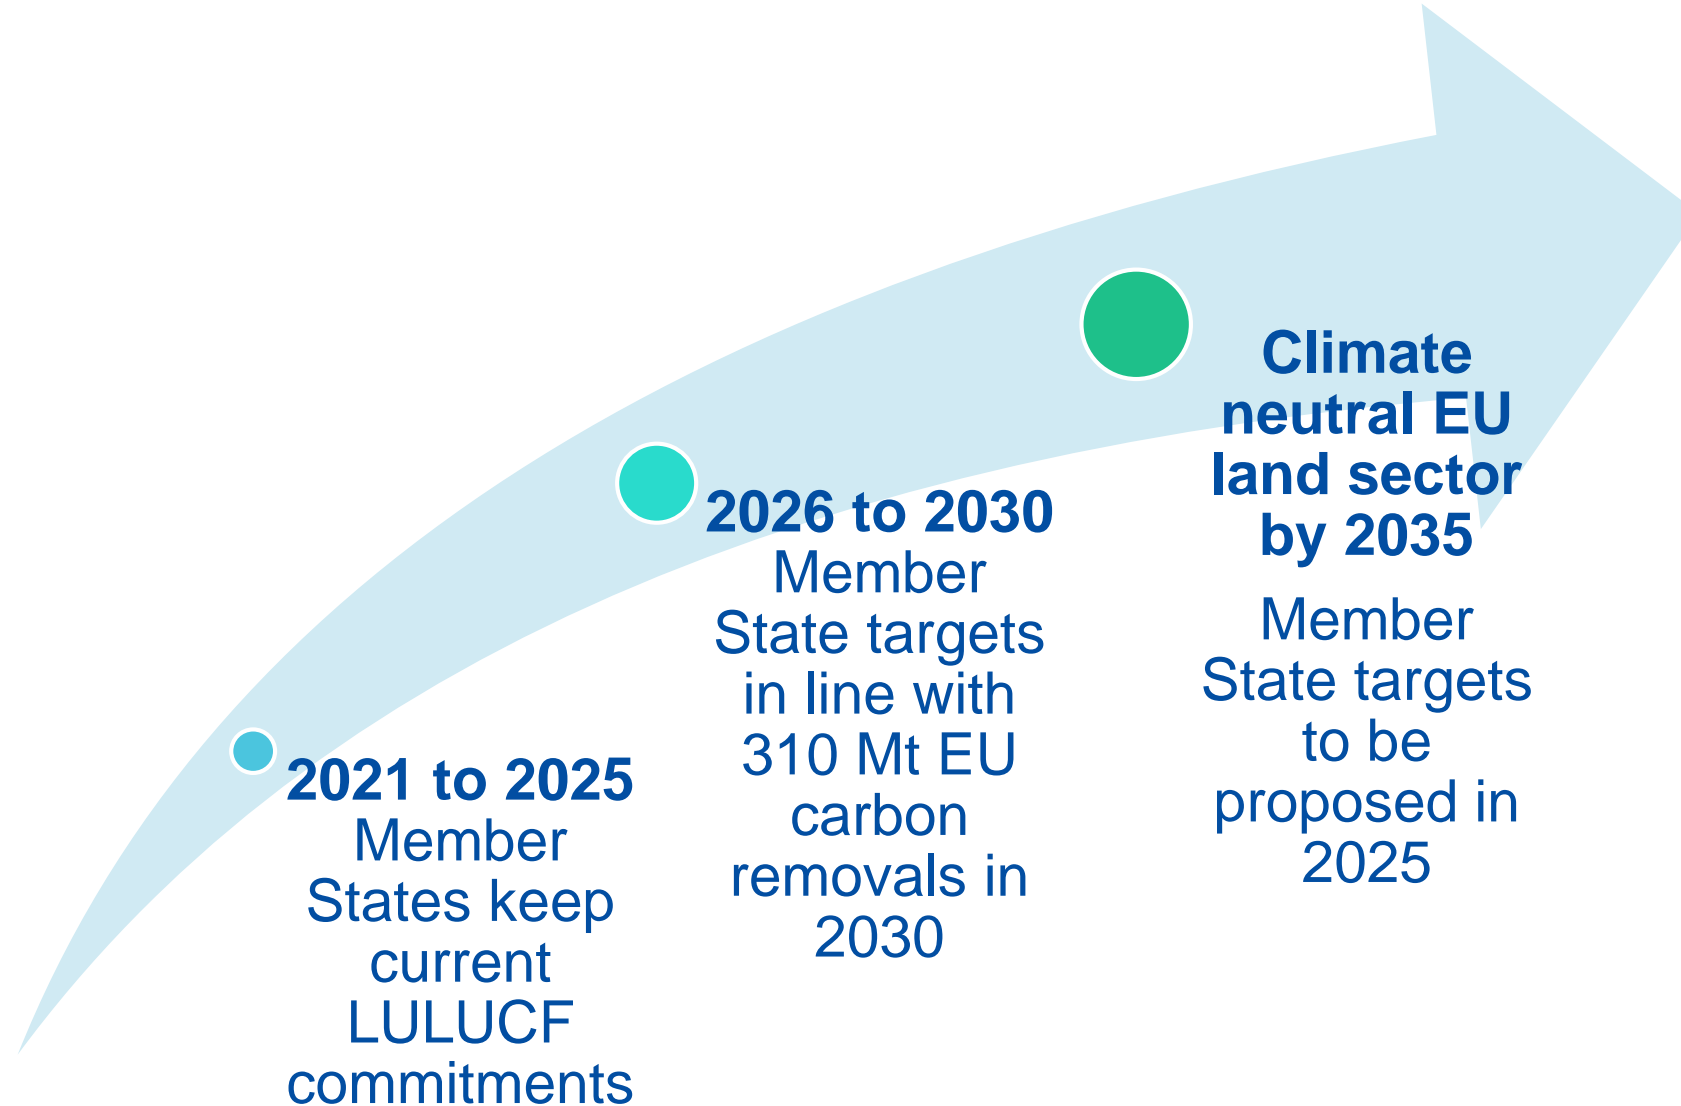 2021 to 2025
Member
States keep
current
LULUCF
commitments
2026 to 2030
Member
State targets
in line with
310 Mt EU
carbon
removals in
2030
Climate
neutral EU
land sector
by 2035
Member
State targets
to be
proposed in
2025